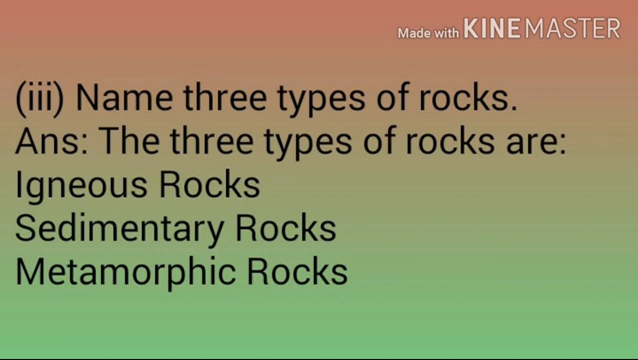 Made with KINEMASTER
(iii) Name three types of rocks.
Ans: The three types of rocks are:
Igneous Rocks
Sedimentary Rocks
Metamorphic Rocks